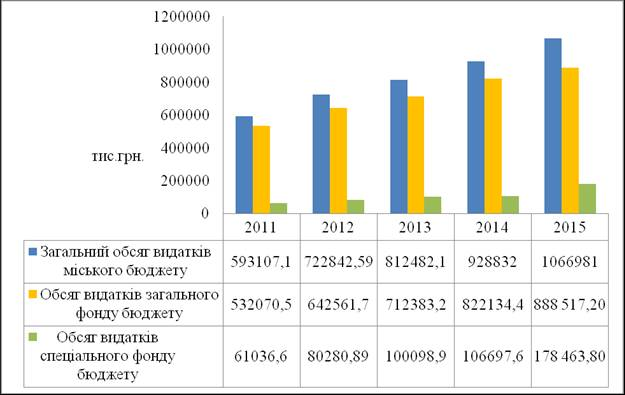 1200000
1000000
800000
600000
400000
200000
0
тис.грн.
2011 2012 2013 2014 2015
Загальний обсяг видатків
міського бюджету
593107,1 722842,59 812482,1 928832 1066981
Обсяг видатків загального
фонду бюджету
532070,5 642561,7 712383,2 822134,4 888 517,20
Обсяг видатків
спеціального фонду
бюджету
61036,6 80280,89 100098,9 106697,6 178 463,80